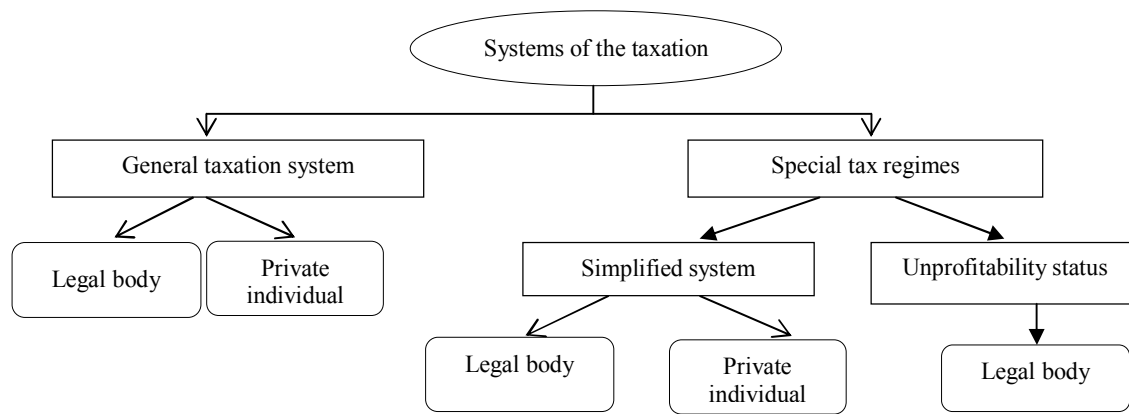 Systems of the taxation
General taxation system
Special tax regimes
Legal body
Private
individual
Simplified system
Unprofitability status
Legal body
Private
individual
Legal body